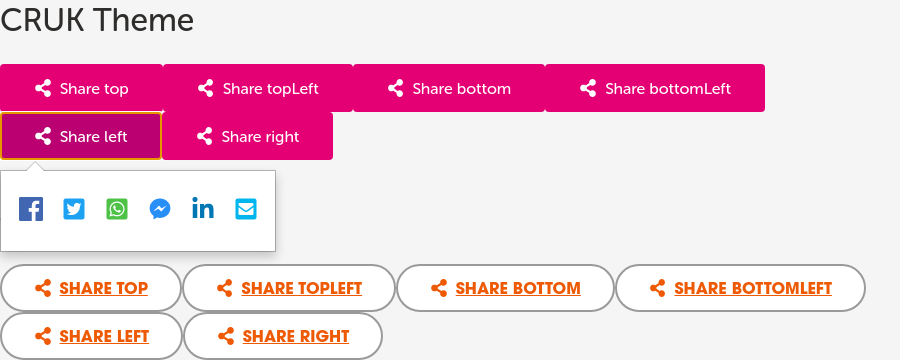 CRUK Theme
Share top Share topLeft Share bottom Share bottomLeft
Share left Share right
SHARE TOP SHARE TOPLEFT SHARE BOTTOM SHARE BOTTOMLEFT
SHARE LEFT SHARE RIGHT